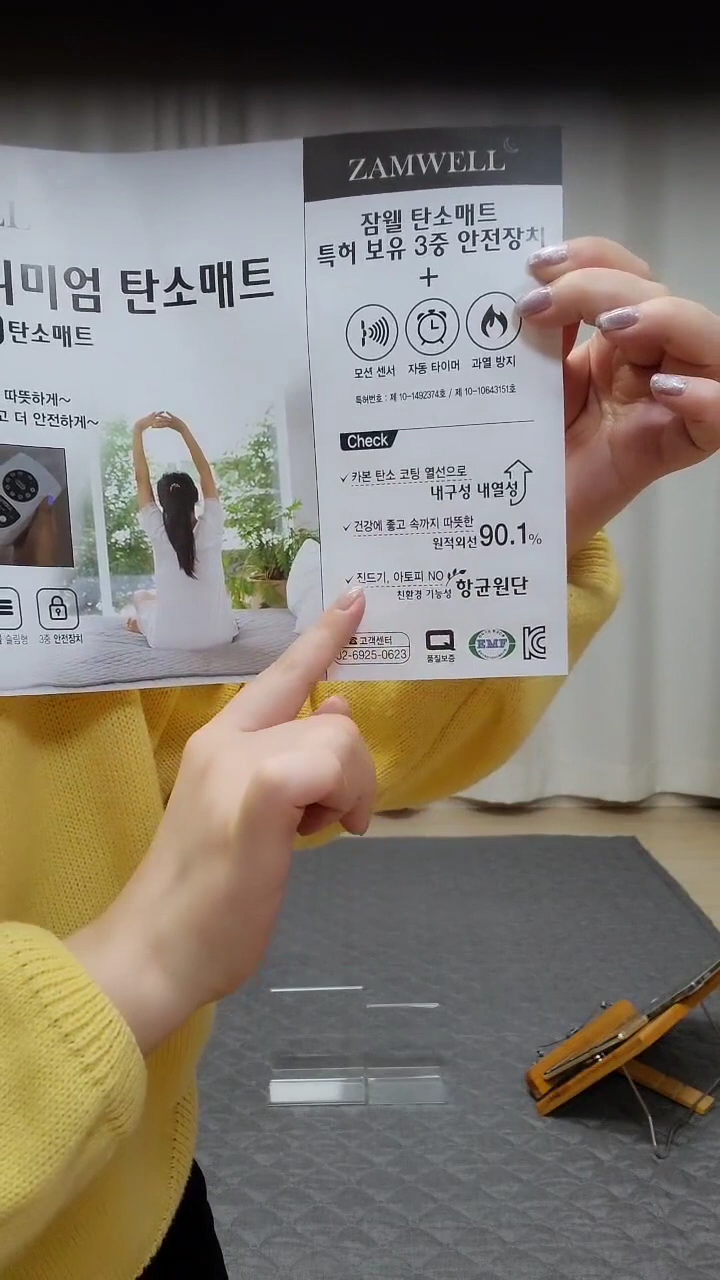 ZAMWELL
잠웰 탄소매트
특허 보유 3중 안전장치
+
모션 센서 자동 타이머 과열 방지
특허번호 : 제 10-1492374호 / 제 10-10643151호
Check
카본 탄소 코팅 열선으로
내구성 내열성
건강에 좋고 속까지 따뜻한
원적외선 90.1%
진드기, 아토피 NO
친환경 기능성 항균원단
고객센터
02-6925-0623
품질보증
EMF
미엄 탄소매트
탄소매트
따뜻하게~
고 더 안전하게~
슬림형
3중 안전장치